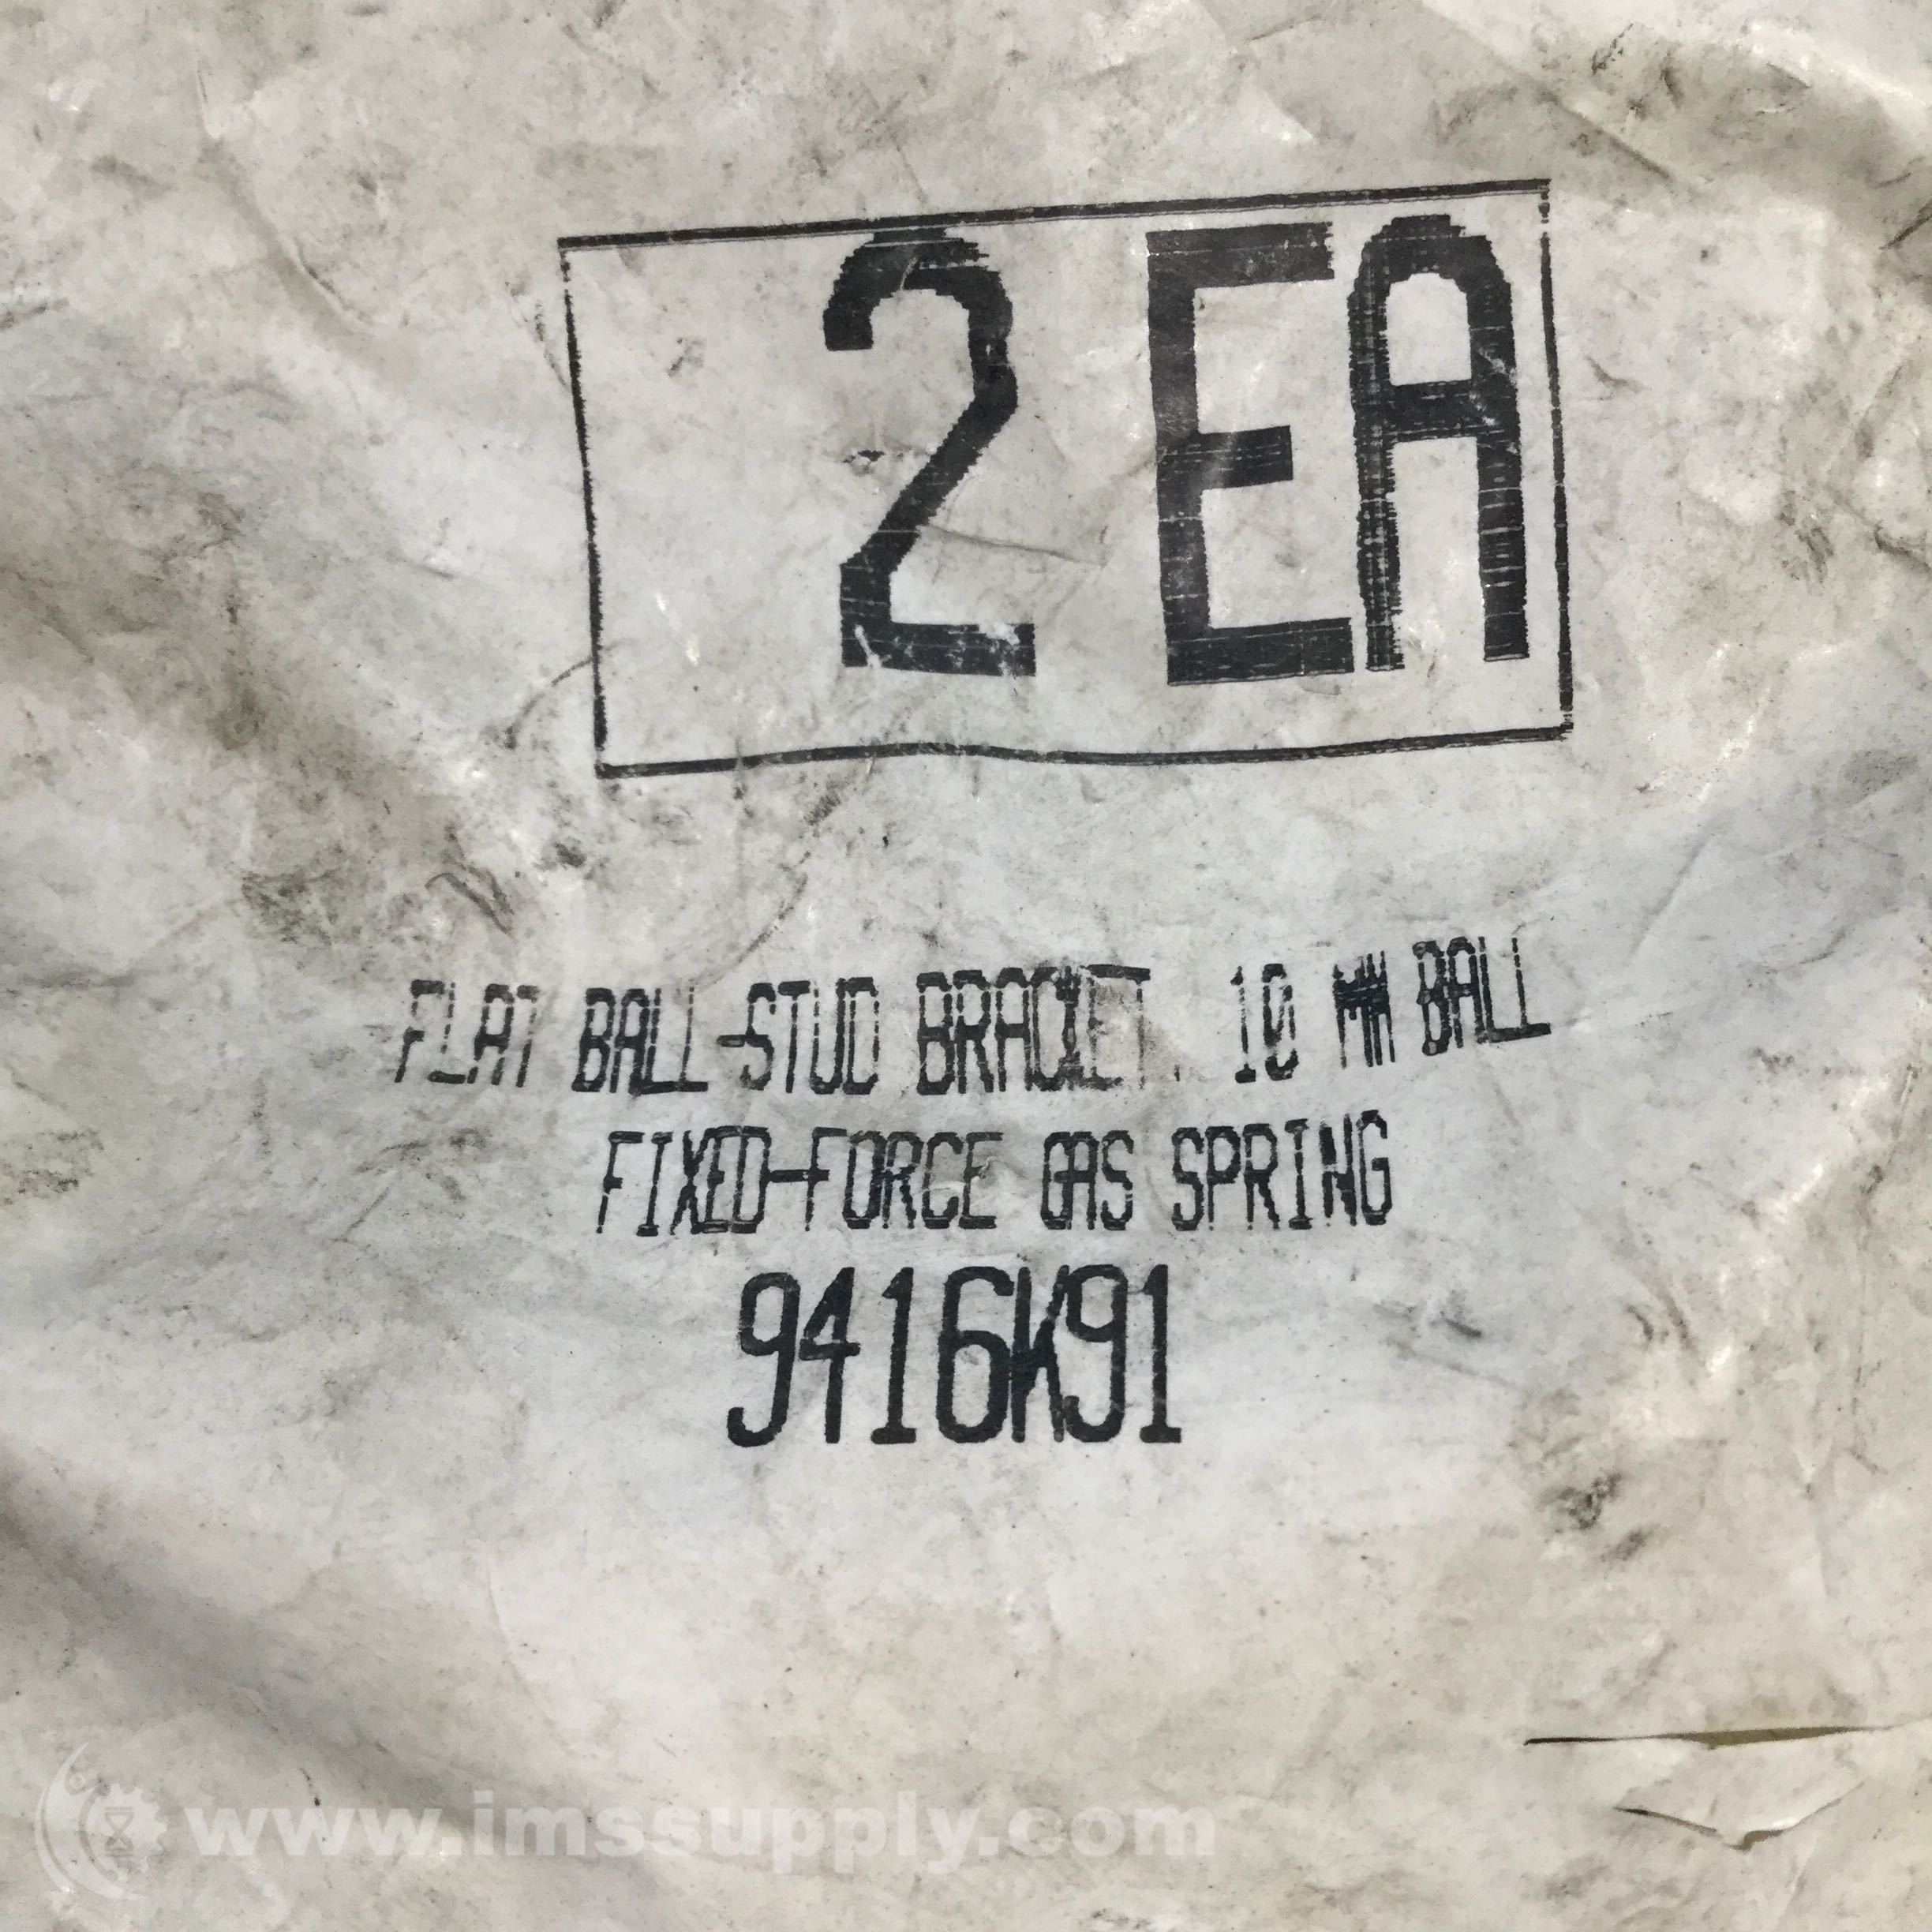 2 EA
FLAT BALL-STUD BRACKET, 10 MM BALL
FIXED-FORCE GAS SPRING
9416K91
www.imssupply.com